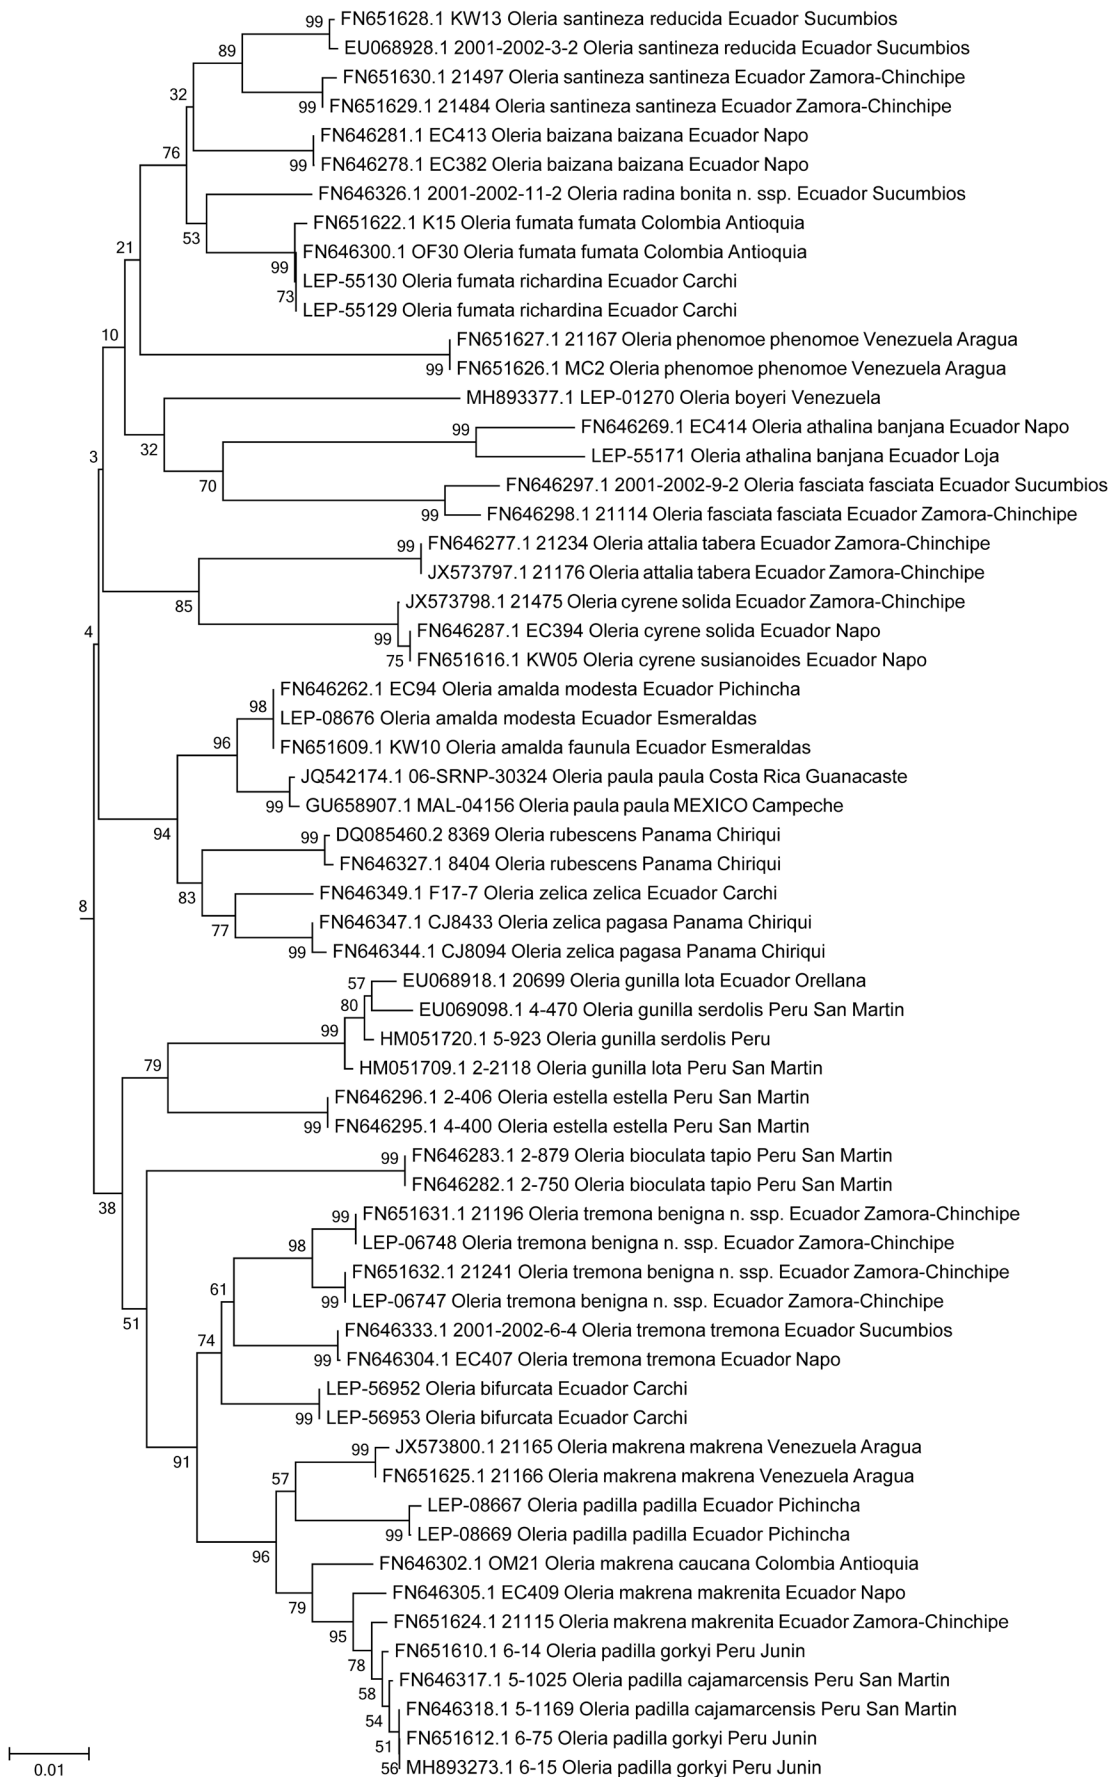 99 FN651628.1 KW13 Oleria santineza reducida Ecuador Sucumbios
EU068928.1 2001-2002-3-2 Oleria santineza reducida Ecuador Sucumbios
89
FN651630.1 21497 Oleria santineza santineza Ecuador Zamora-Chinchipe
99 FN651629.1 21484 Oleria santineza santineza Ecuador Zamora-Chinchipe
32
FN646281.1 EC413 Oleria baizana baizana Ecuador Napo
76
99 FN646278.1 EC382 Oleria baizana baizana Ecuador Napo
FN646326.1 2001-2002-11-2 Oleria radina bonita n. ssp. Ecuador Sucumbios
FN651622.1 K15 Oleria fumata fumata Colombia Antioquia
53
21
FN646300.1 OF30 Oleria fumata fumata Colombia Antioquia
99
LEP-55130 Oleria fumata richardina Ecuador Carchi
73
LEP-55129 Oleria fumata richardina Ecuador Carchi
10
FN651627.1 21167 Oleria phenomoe phenomoe Venezuela Aragua
99 FN651626.1 MC2 Oleria phenomoe phenomoe Venezuela Aragua
MH893377.1 LEP-01270 Oleria boyeri Venezuela
99 FN646269.1 EC414 Oleria athalina banjana Ecuador Napo
32
3
LEP-55171 Oleria athalina banjana Ecuador Loja
70
FN646297.1 2001-2002-9-2 Oleria fasciata fasciata Ecuador Sucumbios
99 FN646298.1 21114 Oleria fasciata fasciata Ecuador Zamora-Chinchipe
99 FN646277.1 21234 Oleria attalia tabera Ecuador Zamora-Chinchipe
JX573797.1 21176 Oleria attalia tabera Ecuador Zamora-Chinchipe
85
JX573798.1 21475 Oleria cyrene solida Ecuador Zamora-Chinchipe
4
99
FN646287.1 EC394 Oleria cyrene solida Ecuador Napo
75 FN651616.1 KW05 Oleria cyrene susianoides Ecuador Napo
FN646262.1 EC94 Oleria amalda modesta Ecuador Pichincha
98
LEP-08676 Oleria amalda modesta Ecuador Esmeraldas
96
FN651609.1 KW10 Oleria amalda faunula Ecuador Esmeraldas
JQ542174.1 06-SRNP-30324 Oleria paula paula Costa Rica Guanacaste
99 GU658907.1 MAL-04156 Oleria paula paula MEXICO Campeche
94
99 DQ085460.2 8369 Oleria rubescens Panama Chiriqui
FN646327.1 8404 Oleria rubescens Panama Chiriqui
83
FN646349.1 F17-7 Oleria zelica zelica Ecuador Carchi
8
77
FN646347.1 CJ8433 Oleria zelica pagasa Panama Chiriqui
99 FN646344.1 CJ8094 Oleria zelica pagasa Panama Chiriqui
57 EU068918.1 20699 Oleria gunilla lota Ecuador Orellana
80
EU069098.1 4-470 Oleria gunilla serdolis Peru San Martin
99
HM051720.1 5-923 Oleria gunilla serdolis Peru
79
HM051709.1 2-2118 Oleria gunilla lota Peru San Martin
FN646296.1 2-406 Oleria estella estella Peru San Martin
99 FN646295.1 4-400 Oleria estella estella Peru San Martin
99 FN646283.1 2-879 Oleria bioculata tapio Peru San Martin
FN646282.1 2-750 Oleria bioculata tapio Peru San Martin
38
99 FN651631.1 21196 Oleria tremona benigna n. ssp. Ecuador Zamora-Chinchipe
98
LEP-06748 Oleria tremona benigna n. ssp. Ecuador Zamora-Chinchipe
FN651632.1 21241 Oleria tremona benigna n. ssp. Ecuador Zamora-Chinchipe
61
99 LEP-06747 Oleria tremona benigna n. ssp. Ecuador Zamora-Chinchipe
51
FN646333.1 2001-2002-6-4 Oleria tremona tremona Ecuador Sucumbios
74
99 FN646304.1 EC407 Oleria tremona tremona Ecuador Napo
LEP-56952 Oleria bifurcata Ecuador Carchi
99 LEP-56953 Oleria bifurcata Ecuador Carchi
99 JX573800.1 21165 Oleria makrena makrena Venezuela Aragua
91
57 FN651625.1 21166 Oleria makrena makrena Venezuela Aragua
LEP-08667 Oleria padilla padilla Ecuador Pichincha
99 LEP-08669 Oleria padilla padilla Ecuador Pichincha
96
FN646302.1 OM21 Oleria makrena caucana Colombia Antioquia
FN646305.1 EC409 Oleria makrena makrenita Ecuador Napo
79
FN651624.1 21115 Oleria makrena makrenita Ecuador Zamora-Chinchipe
95
FN651610.1 6-14 Oleria padilla gorkyi Peru Junin
78
FN646317.1 5-1025 Oleria padilla cajamarcensis Peru San Martin
58
FN646318.1 5-1169 Oleria padilla cajamarcensis Peru San Martin
54
FN651612.1 6-75 Oleria padilla gorkyi Peru Junin
51
56 MH893273.1 6-15 Oleria padilla gorkyi Peru Junin
0.01